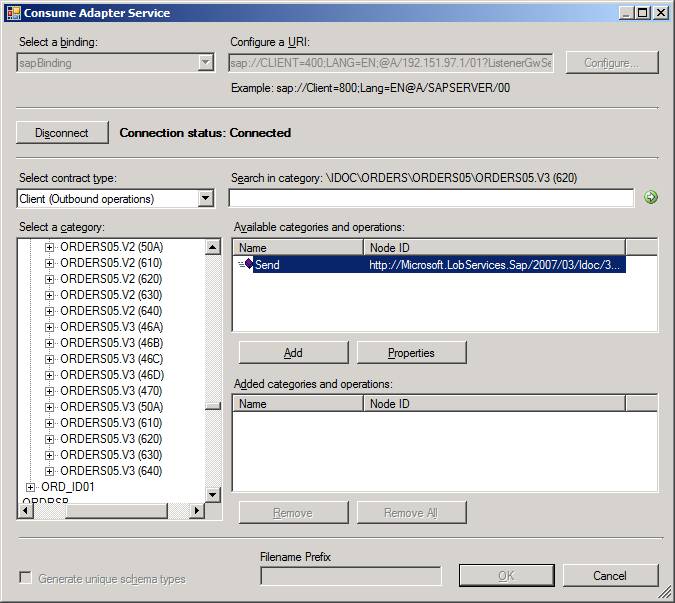 Consume Adapter Service
Select a binding:
Configure a URI:
sapBinding
sap://CLIENT=400;LANG=EN;@A/192.151.97.1/01?ListenerGwSe
Configure...
Example: sap://Client=800;Lang=EN@A/SAPSERVER/00
Disconnect
Connection status: Connected
Select contract type:
Search in category: \IDOC\ORDERS\ORDERS05\ORDERS05.V3 (620)
Client (Outbound operations)
Select a category:
Available categories and operations:
Name
Node ID
Send
http://Microsoft.LobServices.Sap/2007/03/Idoc/3...
ORDERS05.V2 (50A)
ORDERS05.V2 (610)
ORDERS05.V2 (620)
ORDERS05.V2 (630)
ORDERS05.V2 (640)
ORDERS05.V3 (46A)
ORDERS05.V3 (46B)
ORDERS05.V3 (46C)
ORDERS05.V3 (46D)
ORDERS05.V3 (470)
ORDERS05.V3 (50A)
ORDERS05.V3 (610)
ORDERS05.V3 (620)
ORDERS05.V3 (630)
ORDERS05.V3 (640)
ORD_ID01
ORDRSP
Add
Properties
Added categories and operations:
Name
Node ID
Remove
Remove All
Filename Prefix
Generate unique schema types
OK
Cancel